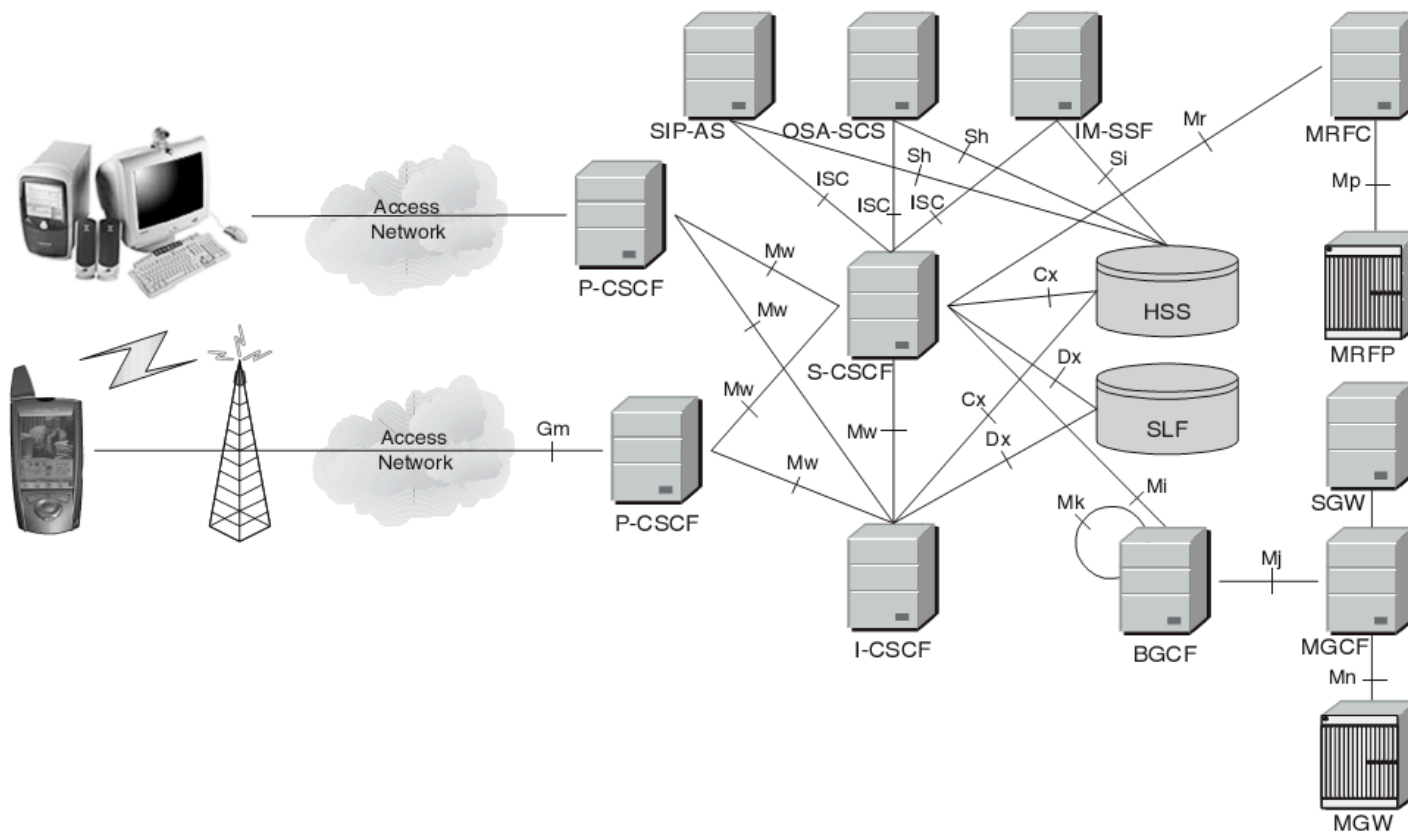 SIP-AS
OSA-SCS
IM-SSF
MRFC
Mr
Sh
Sh
Si
ISC
ISC
ISC
Mp
Access
Network
P-CSCF
Mw
Mw
Cx
HSS
MRFP
S-CSCF
Dx
Mw
Cx
SLF
Access
Network
Gm
Mw
Dx
Mw
P-CSCF
Mk
Mi
SGW
Mj
I-CSCF
BGCF
MGCF
Mn
MGW